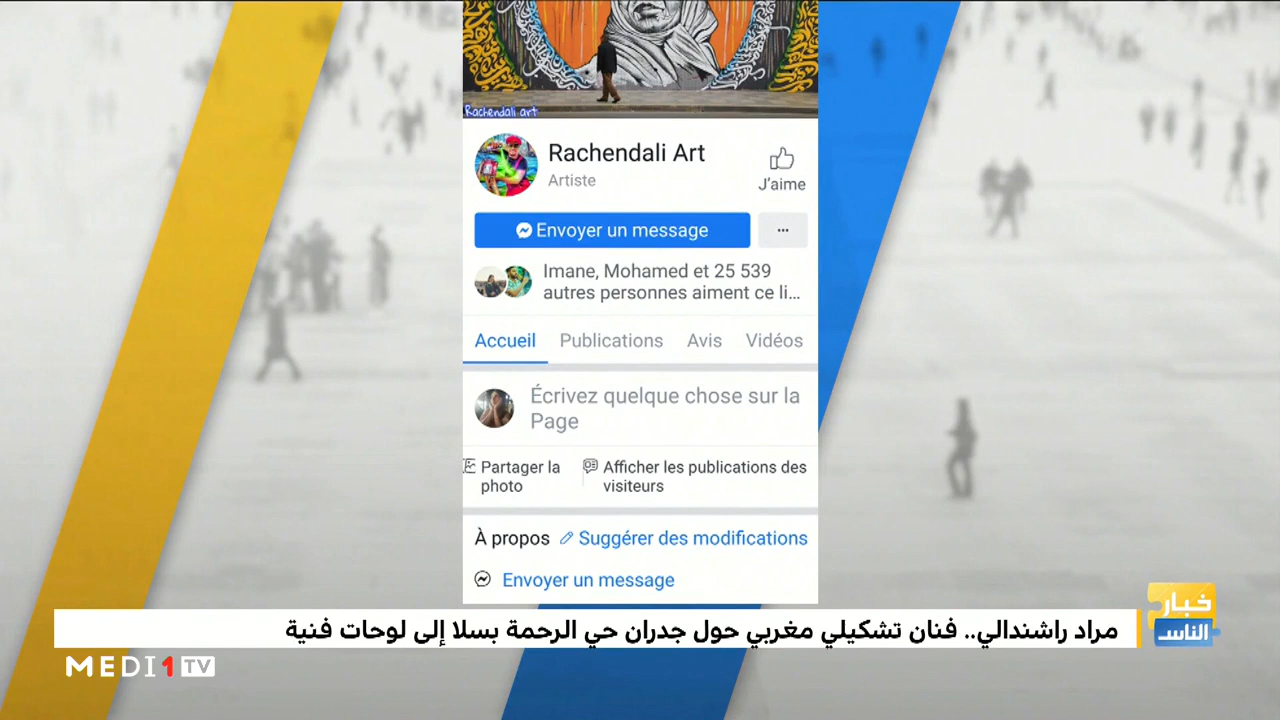 Rachendali art
Rachendali Art
Artiste
J'aime
Envoyer un message
Imane, Mohamed et 25 539
autres personnes aiment ce li...
Accueil Publications Avis Vidéos
Écrivez quelque chose sur la
Page
Partager la
photo
Afficher les publications des
visiteurs
À propos Suggérer des modifications
Envoyer un message
خبار
الناس
مراد راشندالي.. فنان تشكيلي مغربي حول جدران حي الرحمة بسلا إلى لوحات فنية
MEDI1TV